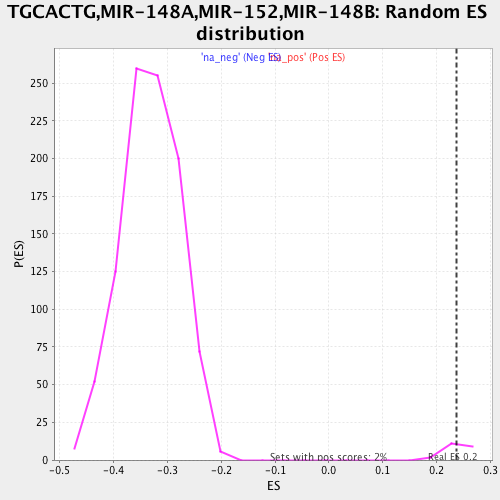 TGCACTG,MIR-148A,MIR-152,MIR-148B: Random ES
distribution
'na_neg' (Neg ES) 'na_pos' (Pos ES)
P(ES)
250
225
200
175
150
125
100
75
50
25
0
Sets with pos scores: 2%
Real ES 0.2
-0.5 -0.4 -0.3 -0.2 -0.1 0.0 0.1 0.2 0.3
ES